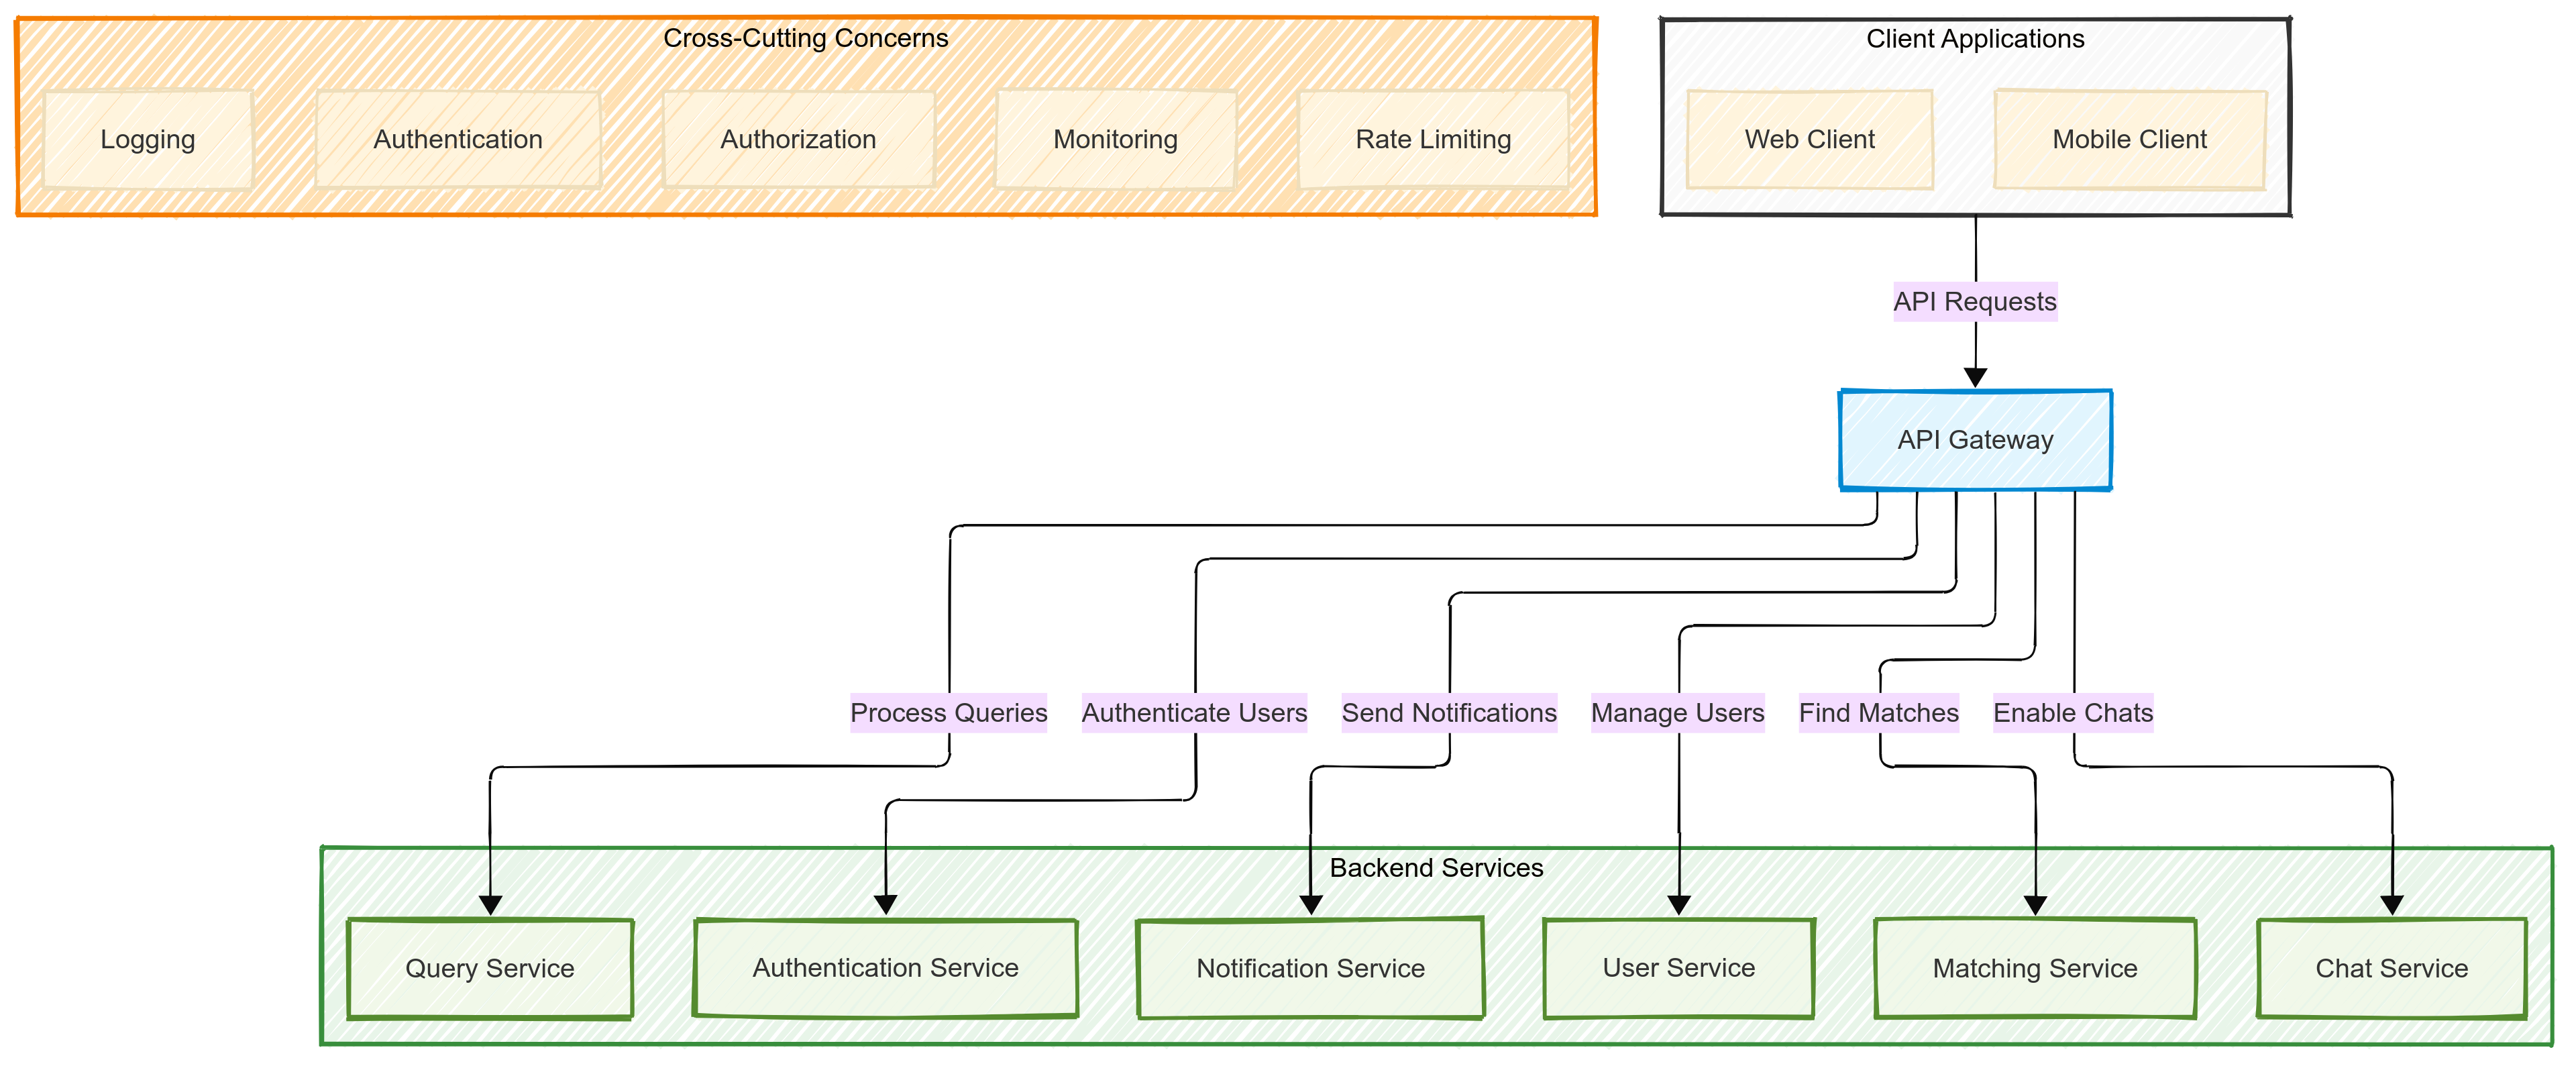 Cross-Cutting Concerns
Logging
Authentication
Authorization
Monitoring
Rate Limiting
Client Applications
Web Client
Mobile Client
API Requests
API Gateway
Process Queries
Authenticate Users
Send Notifications
Manage Users
Find Matches
Enable Chats
Backend Services
Query Service
Authentication Service
Notification Service
User Service
Matching Service
Chat Service